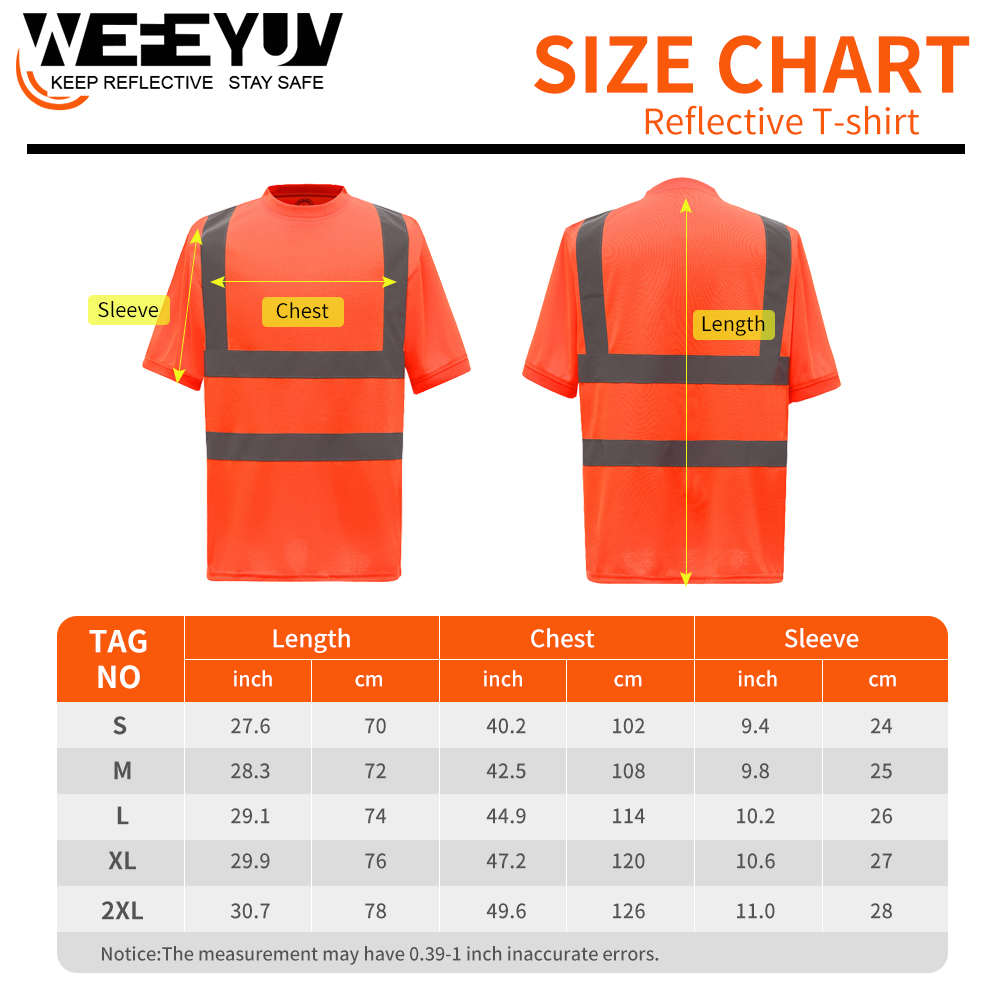 WEFEYUV
KEEP REFLECTIVE STAY SAFE
SIZE CHART
Reflective T-shirt
Sleeve
Chest
Length
TAG NO Length Chest Sleeve
inch cm inch cm inch cm
S 27.6 70 40.2 102 9.4 24
M 28.3 72 42.5 108 9.8 25
L 29.1 74 44.9 114 10.2 26
XL 29.9 76 47.2 120 10.6 27
2XL 30.7 78 49.6 126 11.0 28
Notice:The measurement may have 0.39-1 inch inaccurate errors.